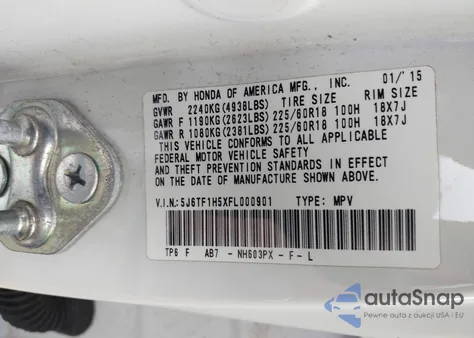 MFD. BY HONDA OF AMERICA MFG., INC. 01/'15
GVWR 2240KG(4938LBS) TIRE SIZE RIM SIZE
GAWR F 1190KG(2623LBS) 225/60R18 100H 18X7J
GAWR R 1080KG(2381LBS) 225/60R18 100H 18X7J
THIS VEHICLE CONFORMS TO ALL APPLICABLE
FEDERAL MOTOR VEHICLE SAFETY
AND THEFT PREVENTION STANDARDS IN EFFECT
ON THE DATE OF MANUFACTURE SHOWN ABOVE.
V.I.N:5J6TF1H5XFL000901 TYPE: MPV
TP6 F AB7 - NH603PX - F - L
autoSnap
Pewne auta z aukcji USA i EU